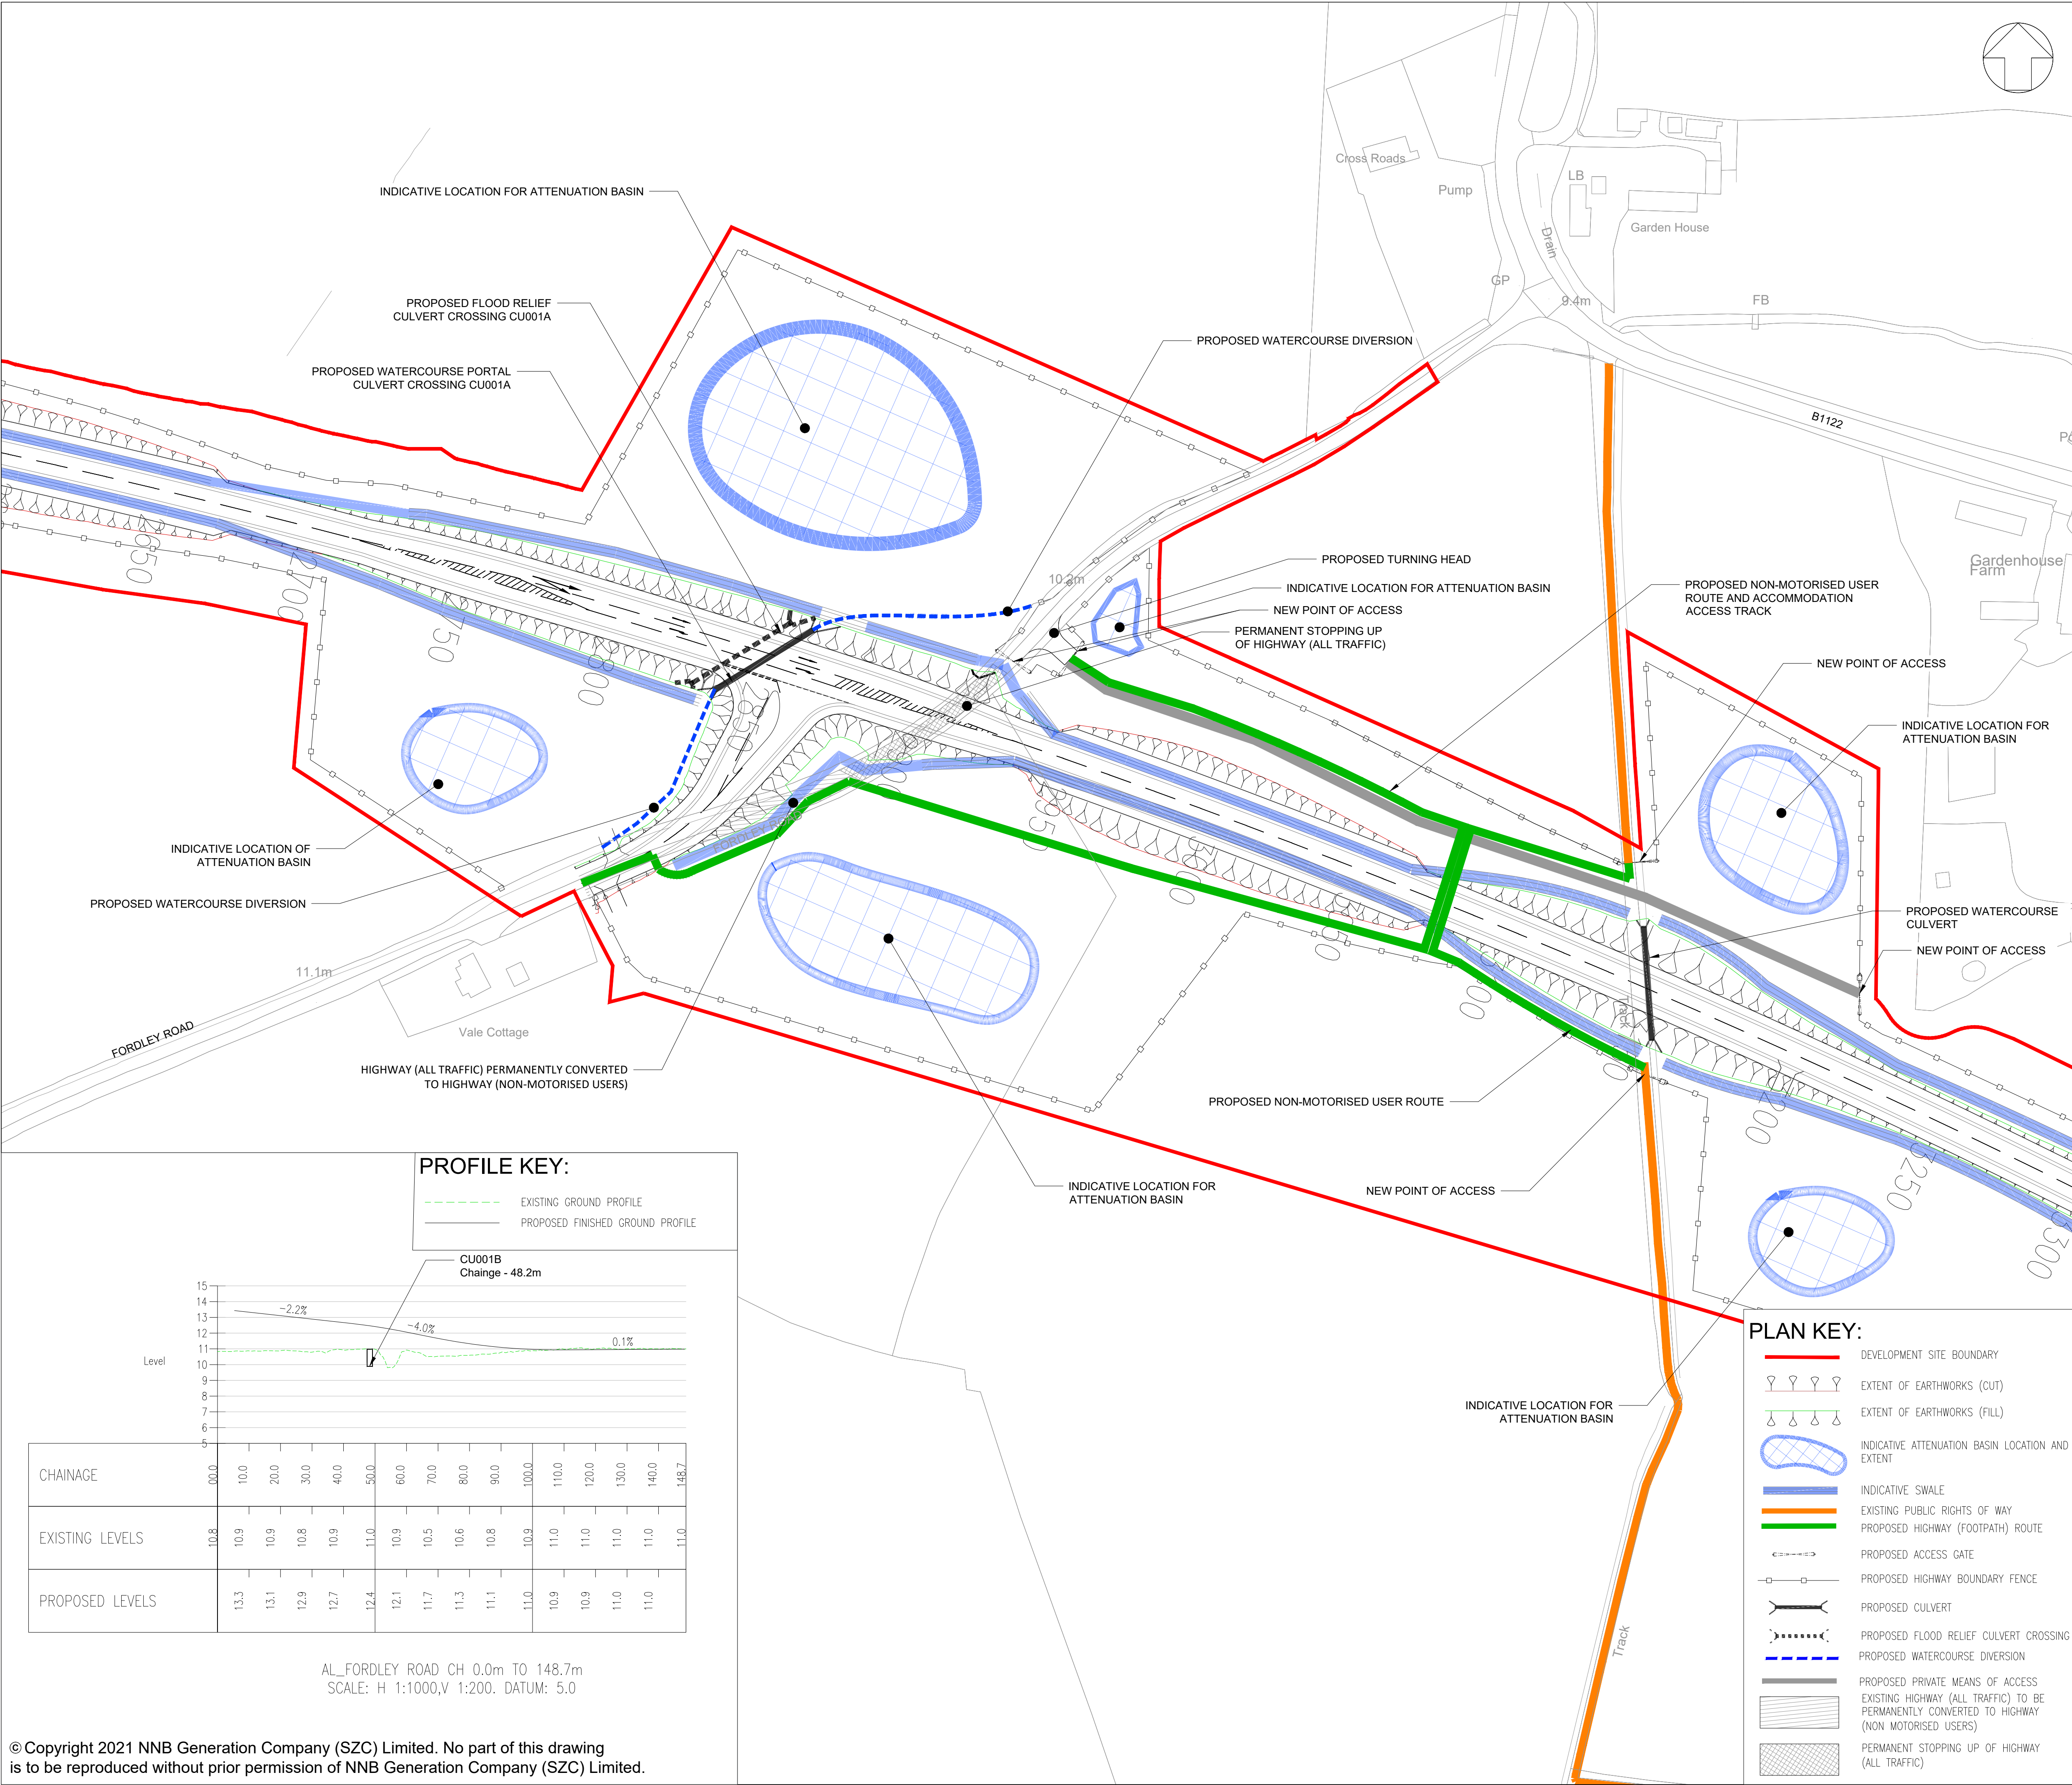 Cross Roads
Pump
LB
Garden House
Drain
GP
9.4m
FB
B1122
INDICATIVE LOCATION FOR ATTENUATION BASIN
PROPOSED FLOOD RELIEF
CULVERT CROSSING CU001A
PROPOSED WATERCOURSE PORTAL
CULVERT CROSSING CU001A
PROPOSED WATERCOURSE DIVERSION
PROPOSED TURNING HEAD
INDICATIVE LOCATION FOR ATTENUATION BASIN
NEW POINT OF ACCESS
PERMANENT STOPPING UP
OF HIGHWAY (ALL TRAFFIC)
10.2m
PROPOSED NON-MOTORISED USER
ROUTE AND ACCOMMODATION
ACCESS TRACK
Gardenhouse
Farm
NEW POINT OF ACCESS
INDICATIVE LOCATION FOR
ATTENUATION BASIN
INDICATIVE LOCATION OF
ATTENUATION BASIN
PROPOSED WATERCOURSE DIVERSION
FORDLEY ROAD
PROPOSED WATERCOURSE
CULVERT
NEW POINT OF ACCESS
Track
11.1m
Vale Cottage
FORDLEY ROAD
HIGHWAY (ALL TRAFFIC) PERMANENTLY CONVERTED
TO HIGHWAY (NON-MOTORISED USERS)
PROPOSED NON-MOTORISED USER ROUTE
NEW POINT OF ACCESS
INDICATIVE LOCATION FOR
ATTENUATION BASIN
3200
3250
3300
INDICATIVE LOCATION FOR
ATTENUATION BASIN
Track
PROFILE KEY:
EXISTING GROUND PROFILE
PROPOSED FINISHED GROUND PROFILE
CU001B
Chainge - 48.2m
15
14
13
12
11
10
9
8
7
6
5
Level
-2.2%
-4.0%
0.1%
CHAINAGE 00.0 10.0 20.0 30.0 40.0 50.0 60.0 70.0 80.0 90.0 100.0 110.0 120.0 130.0 140.0 148.7
EXISTING LEVELS 10.8 10.9 10.9 10.8 10.9 11.0 10.9 10.5 10.6 10.8 10.9 11.0 11.0 11.0 11.0 11.0
PROPOSED LEVELS 13.3 13.1 12.9 12.7 12.4 12.1 11.7 11.3 11.1 11.0 10.9 10.9 11.0 11.0
AL_FORDLEY ROAD CH 0.0m TO 148.7m
SCALE: H 1:1000,V 1:200. DATUM: 5.0
© Copyright 2021 NNB Generation Company (SZC) Limited. No part of this drawing
is to be reproduced without prior permission of NNB Generation Company (SZC) Limited.
PLAN KEY:
DEVELOPMENT SITE BOUNDARY
EXTENT OF EARTHWORKS (CUT)
EXTENT OF EARTHWORKS (FILL)
INDICATIVE ATTENUATION BASIN LOCATION AND
EXTENT
INDICATIVE SWALE
EXISTING PUBLIC RIGHTS OF WAY
PROPOSED HIGHWAY (FOOTPATH) ROUTE
PROPOSED ACCESS GATE
PROPOSED HIGHWAY BOUNDARY FENCE
PROPOSED CULVERT
PROPOSED FLOOD RELIEF CULVERT CROSSING
PROPOSED WATERCOURSE DIVERSION
PROPOSED PRIVATE MEANS OF ACCESS
EXISTING HIGHWAY (ALL TRAFFIC) TO BE
PERMANENTLY CONVERTED TO HIGHWAY
(NON MOTORISED USERS)
PERMANENT STOPPING UP OF HIGHWAY
(ALL TRAFFIC)